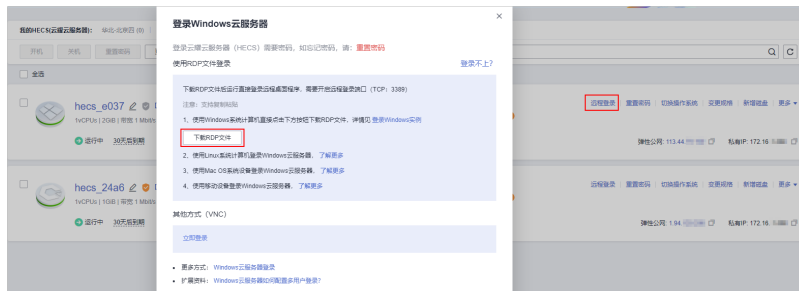 登录Windows云服务器
×
我的HECS(云耀云服务器): 华北-北京四 (0)
登录云耀云服务器（HECS）需要密码，如忘记密码，请：重置密码
开机 关机 重置密码
使用RDP文件登录 登录不上?
全选
下载RDP文件后运行直接登录远程桌面程序，需要开启远程登录端口（TCP）3389）
注意：支持复制粘贴
hecs_e037
1vCPUs | 2GiB | 带宽 1 Mbit/s
1、使用Windows系统计算机直接点击下方按钮下载RDP文件，详情见 登录Windows实例
远程登录 重置密码 切换操作系统 变更规格 新增磁盘 更多
下载RDP文件
运行中 30天后到期
弹性公网: 113.44. 私有IP: 172.16.
2、使用Linux系统计算机登录Windows云服务器。 了解更多
3、使用Mac OS系统设备登录Windows云服务器。 了解更多
4、使用移动设备登录Windows云服务器。 了解更多
hecs_24a6
1vCPUs | 1GiB | 带宽 1 Mbit/s
远程登录 重置密码 切换操作系统 变更规格 新增磁盘 更多
其他方式（VNC）
运行中 30天后到期
弹性公网: 1.94. 私有IP: 172.16.
立即登录
• 更多方式: Windows云服务器登录
• 扩展资料: Windows云服务器如何配置多用户登录?